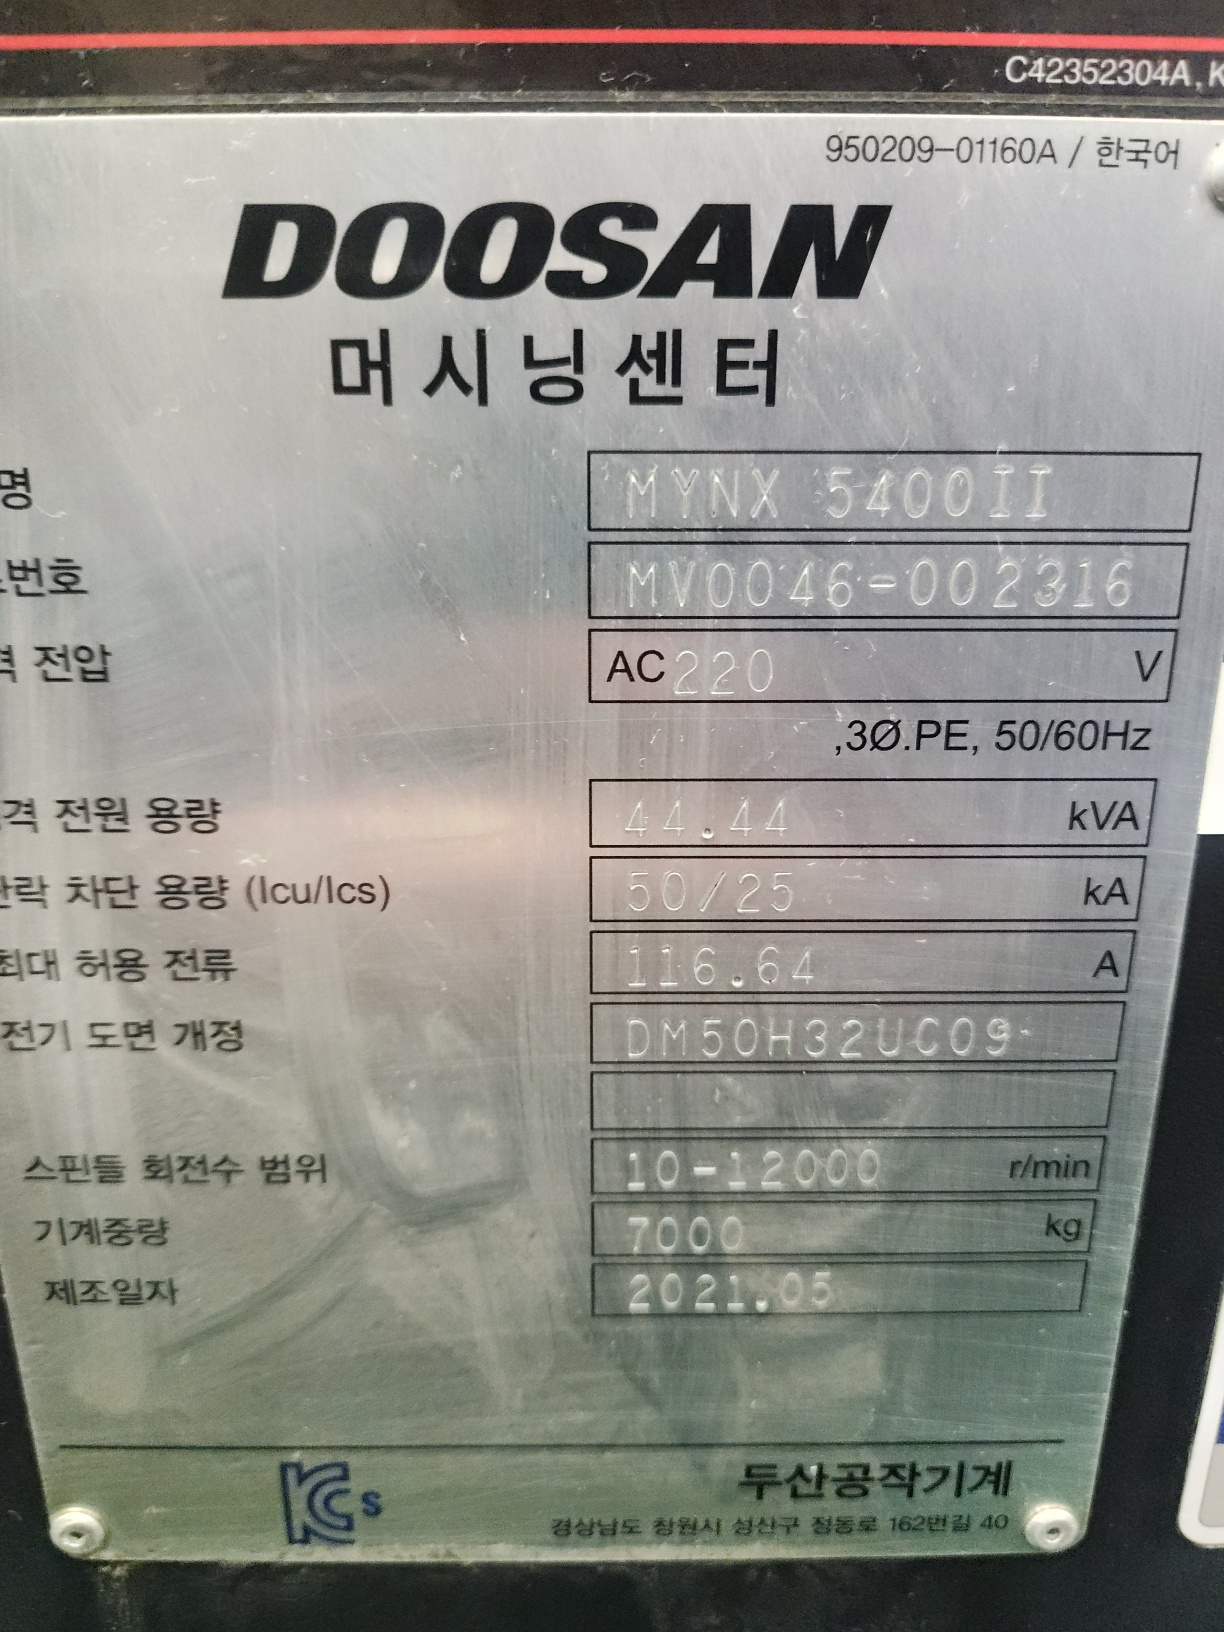 C42352304A,K
950209-01160A / 한국어
DOOSAN
머시닝센터
명 MYNX 5400II
번호 MV0046-002316
격 전압 AC 220 V
,3Ø.PE, 50/60Hz
격 전원 용량 44.44 kVA
단락 차단 용량 (Icu/Ics) 50/25 kA
최대 허용 전류 116.64 A
전기 도면 개정 DM50H32UC09
스핀들 회전수 범위 10-12000 r/min
기계중량 7000 kg
제조일자 2021.05
KCs
두산공작기계
경상남도 창원시 성산구 정동로 162번길 40